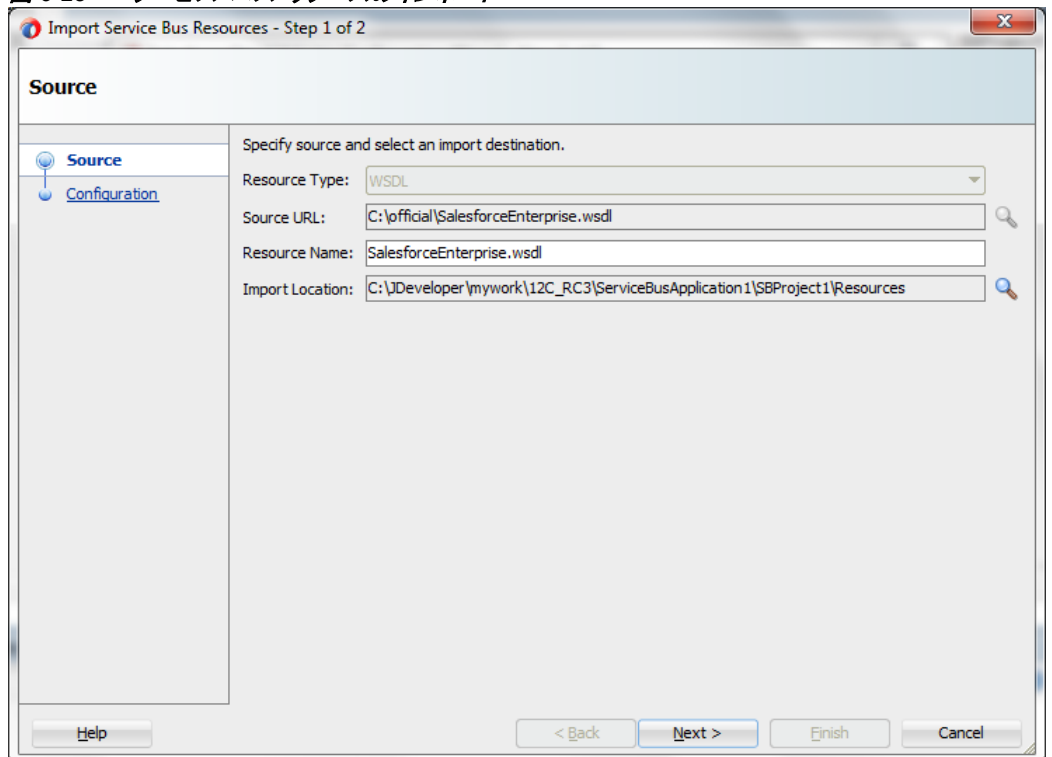 Import Service Bus Resources - Step 1 of 2
Source
Source
Configuration
Specify source and select an import destination.
Resource Type: WSDL
Source URL: C:\official\SalesforceEnterprise.wsdl
Resource Name: SalesforceEnterprise.wsdl
Import Location: C:\JDeveloper\mywork\12C_RC3\ServiceBusApplication1\SBProject1\Resources
Help < Back Next > Finish Cancel